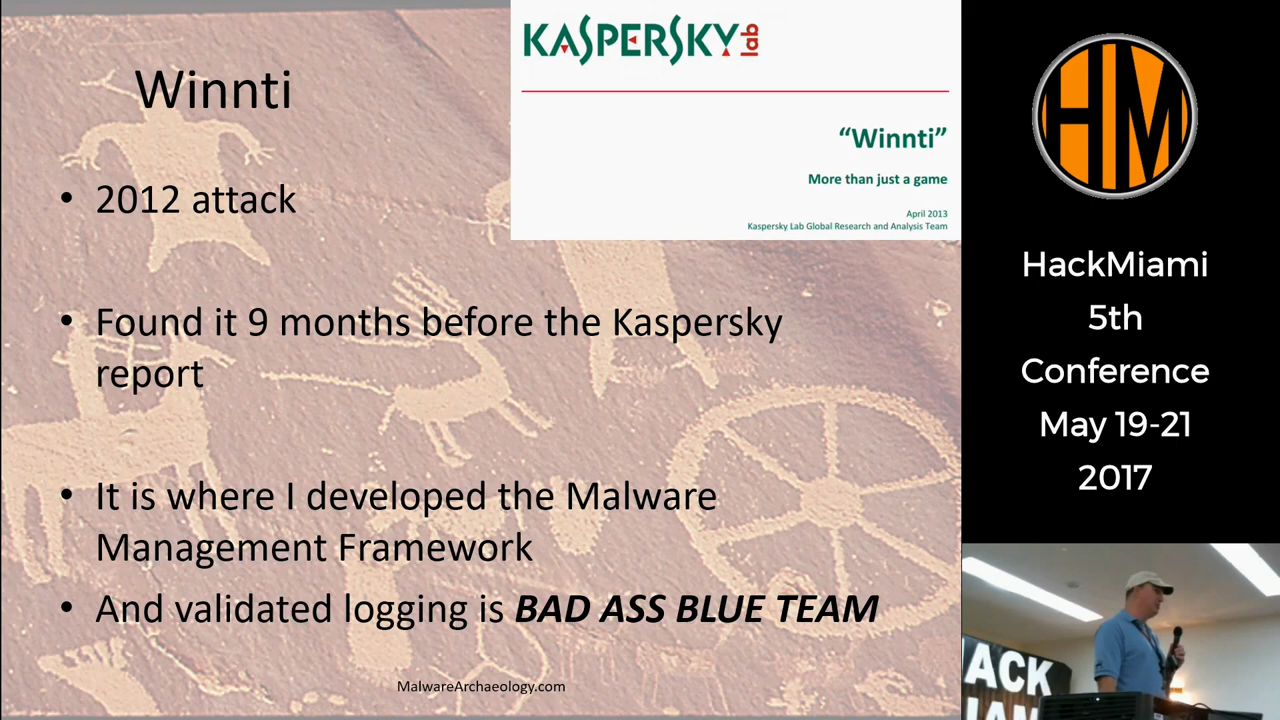 Winnti
KASPERSKY lab
“Winnti”
More than just a game
April 2013
Kaspersky Lab Global Research and Analysis Team
• 2012 attack
• Found it 9 months before the Kaspersky
report
• It is where I developed the Malware
Management Framework
• And validated logging is BAD ASS BLUE TEAM
MalwareArchaeology.com
HM
HackMiami
5th
Conference
May 19-21
2017
ACK
IAM